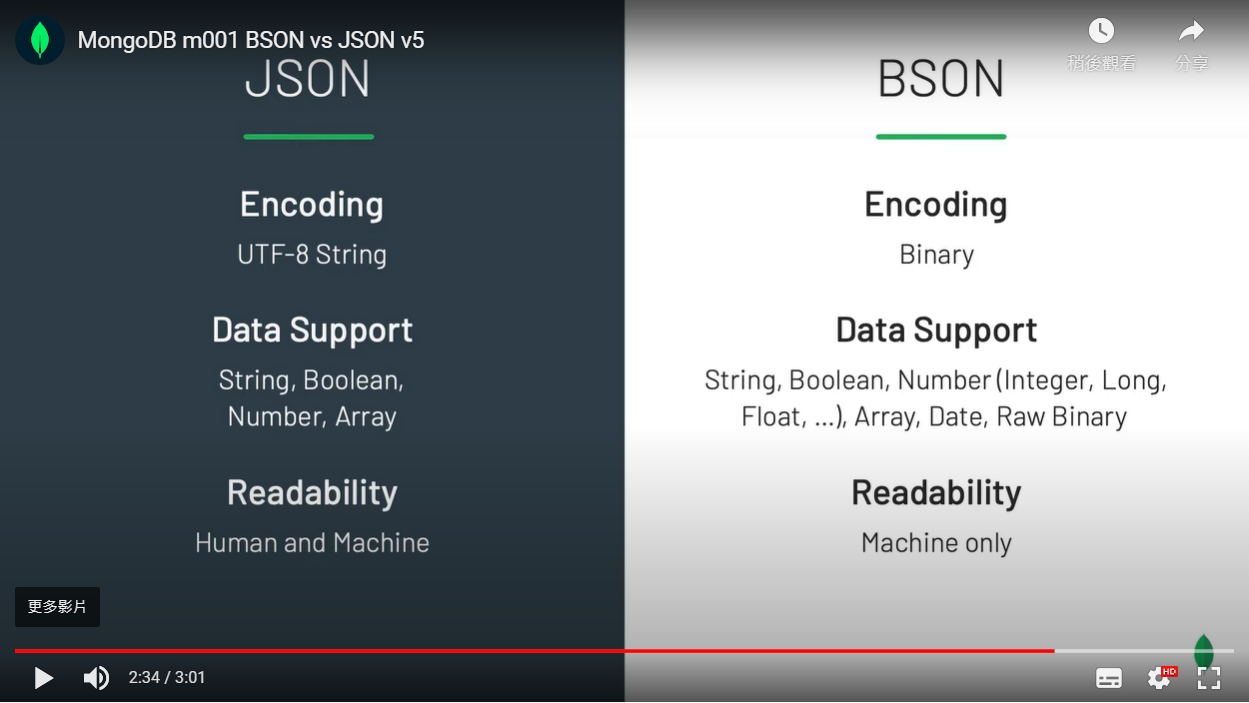 MongoDB m001 BSON vs JSON v5
稍後觀看
分享
JSON
Encoding
UTF-8 String
Data Support
String, Boolean,
Number, Array
Readability
Human and Machine
BSON
Encoding
Binary
Data Support
String, Boolean, Number (Integer, Long,
Float, ...), Array, Date, Raw Binary
Readability
Machine only
更多影片
2:34 / 3:01
HD